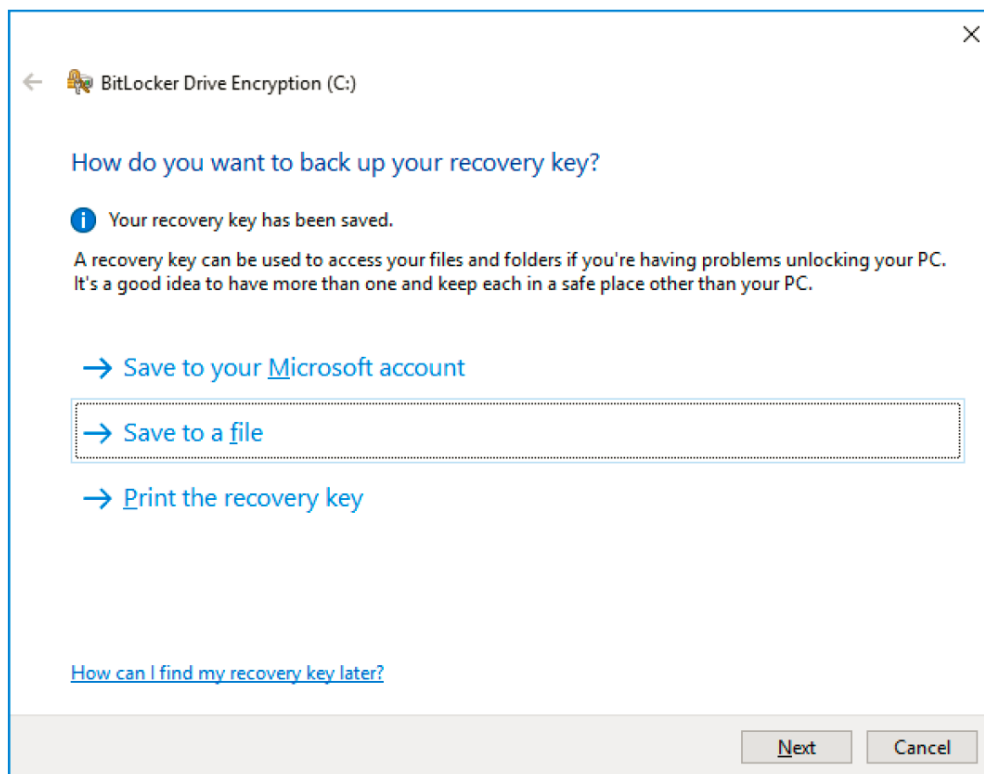 BitLocker Drive Encryption (C:)
How do you want to back up your recovery key?
Your recovery key has been saved.
A recovery key can be used to access your files and folders if you're having problems unlocking your PC.
It's a good idea to have more than one and keep each in a safe place other than your PC.
Save to your Microsoft account
Save to a file
Print the recovery key
How can I find my recovery key later?
Next
Cancel